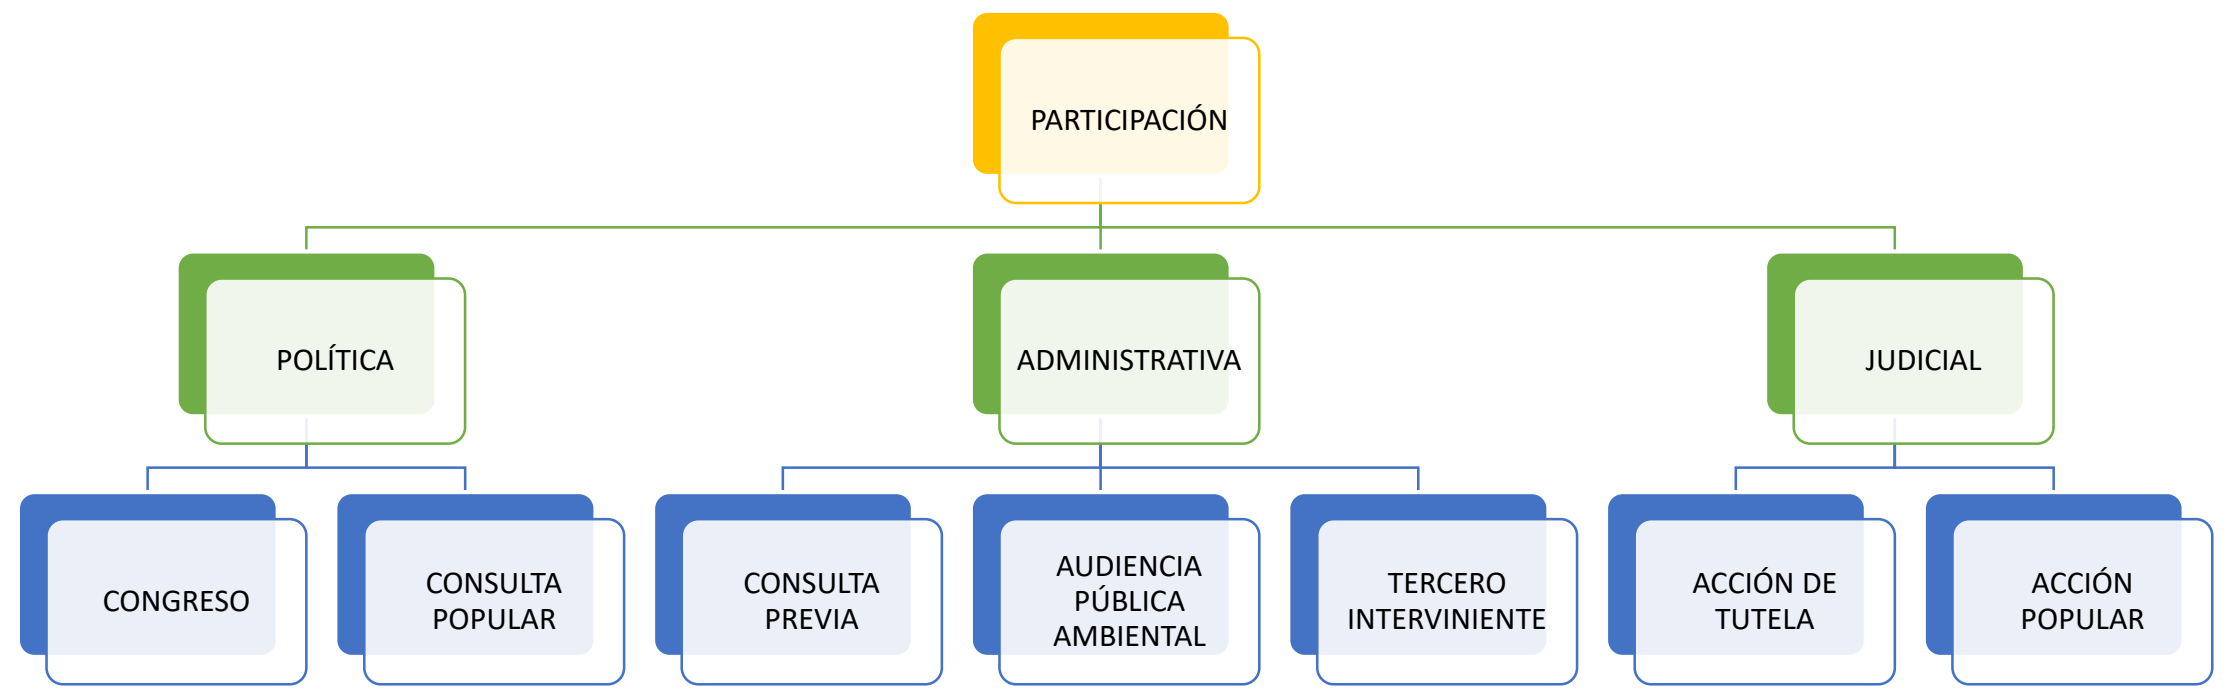 PARTICIPACIÓN
POLÍTICA
ADMINISTRATIVA
JUDICIAL
CONGRESO
CONSULTA
POPULAR
CONSULTA
PREVIA
AUDIENCIA
PÚBLICA
AMBIENTAL
TERCERO
INTERVINIENTE
ACCIÓN DE
TUTELA
ACCIÓN
POPULAR